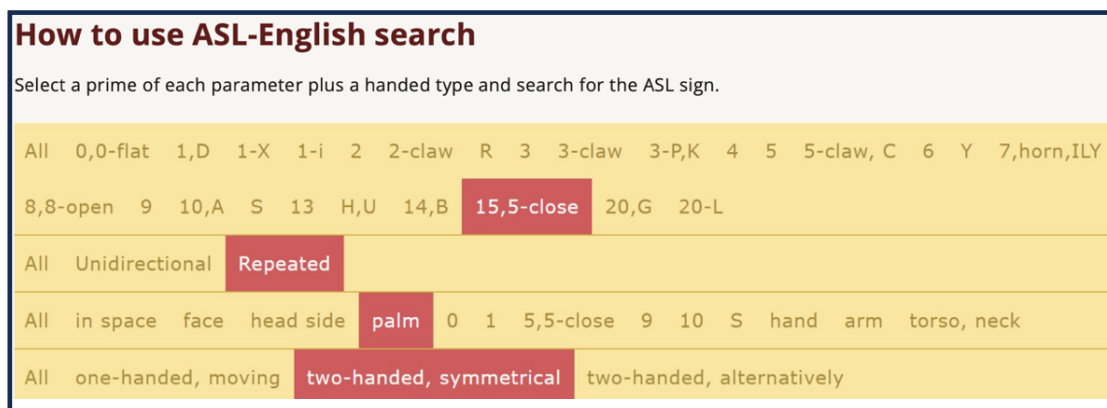 How to use ASL-English search
Select a prime of each parameter plus a handed type and search for the ASL sign.
All 0,0-flat 1,D 1-X 1-i 2 2-claw R 3 3-claw 3-P,K 4 5 5-claw, C 6 Y 7,horn,ILY
8,8-open 9 10,A S 13 H,U 14,B 15,5-close 20,G 20-L
All Unidirectional Repeated
All in space face head side palm 0 1 5,5-close 9 10 S hand arm torso, neck
All one-handed, moving two-handed, symmetrical two-handed, alternatively